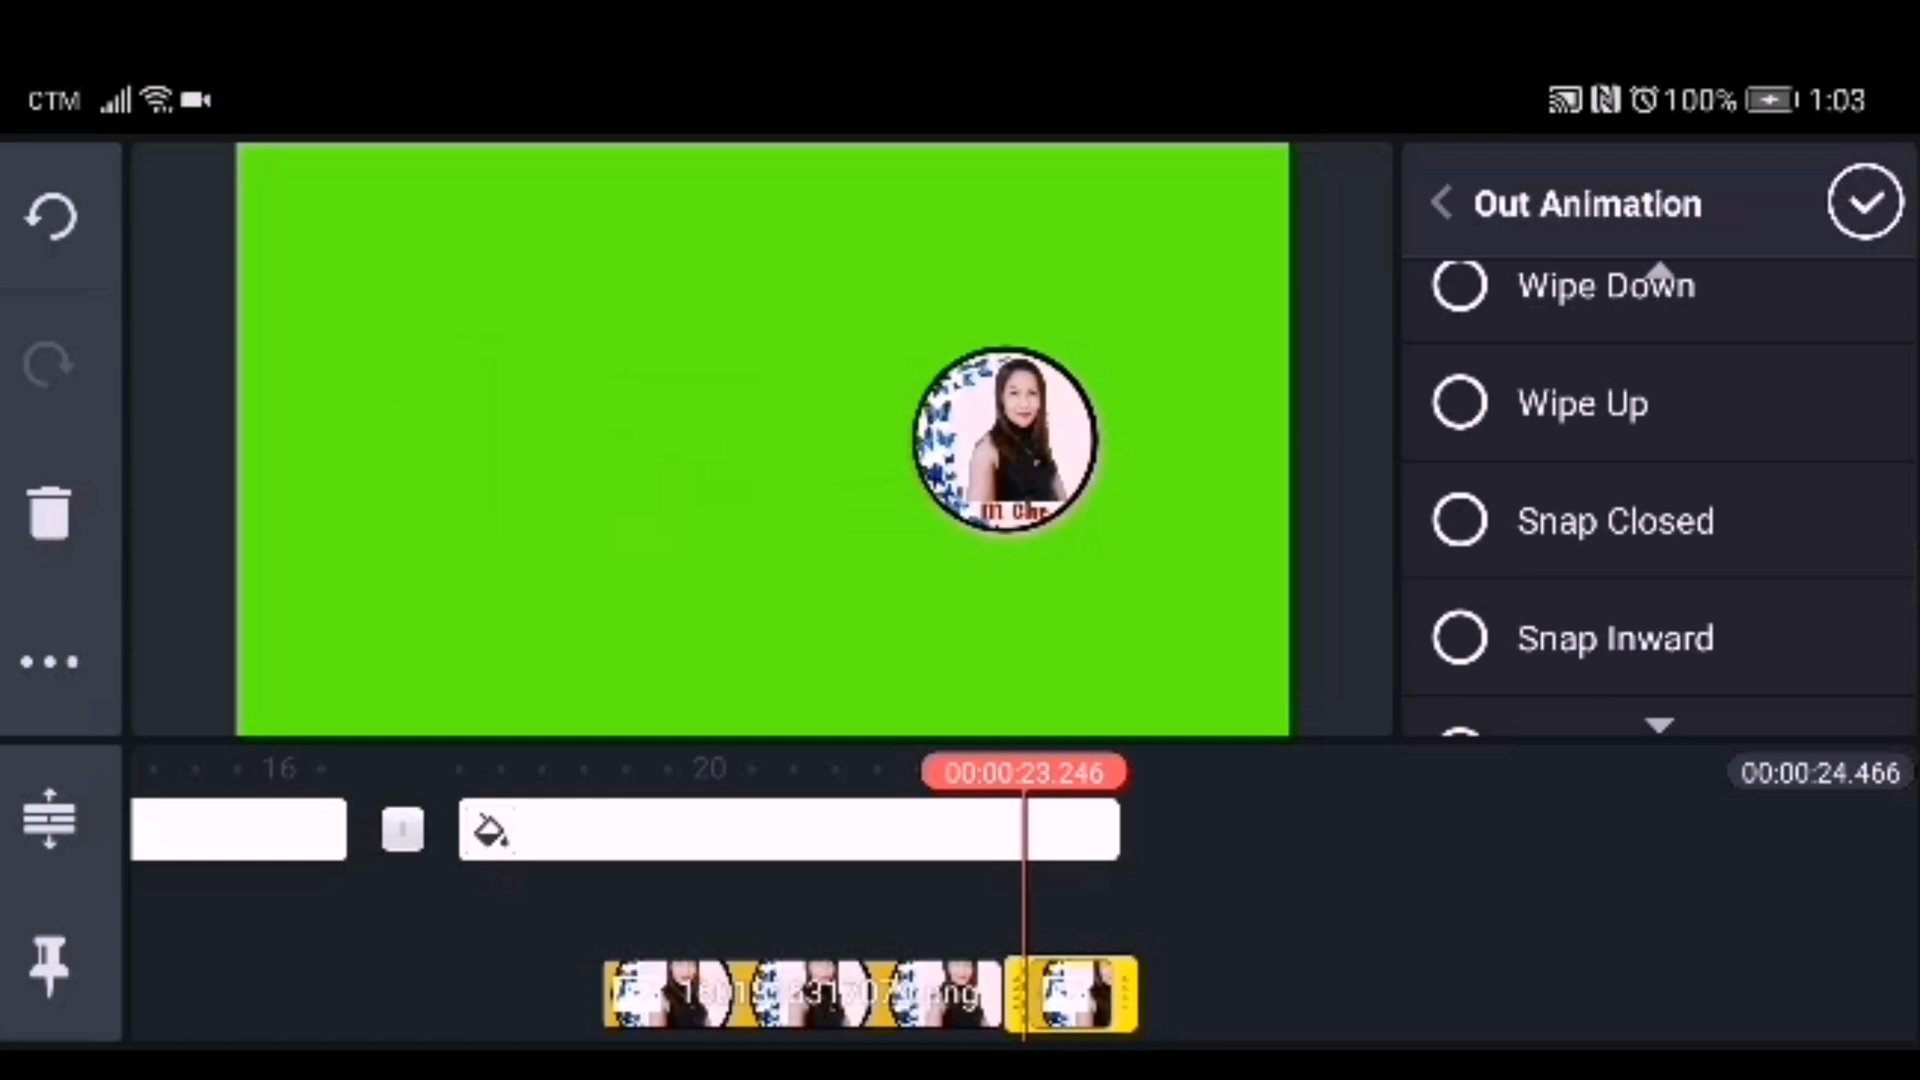 CTM
100% 1:03
Out Animation
Wipe Down
Wipe Up
Snap Closed
Snap Inward
16
20
00:00:23.246
00:00:24.466